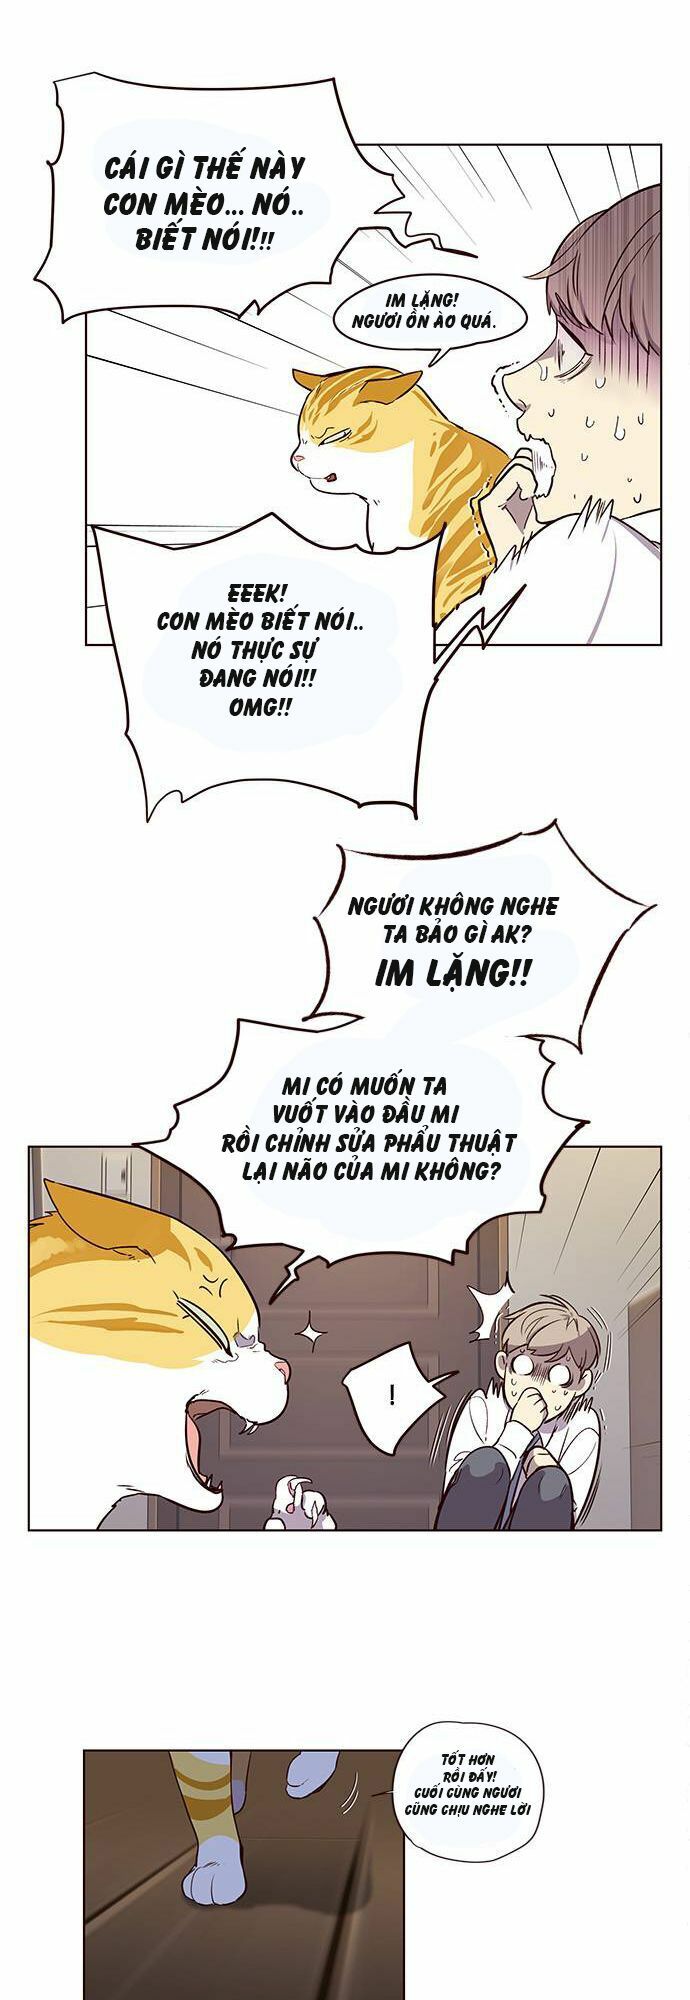 CÁI GÌ THẾ NÀY
CON MÈO... NÓ..
BIẾT NÓI!!!
IM LẶNG!
NGƯƠI ỒN ÀO QUÁ.
EEEK!
CON MÈO BIẾT NÓI..
NÓ THỰC SỰ
ĐANG NÓI!!
OMG!!
NGƯƠI KHÔNG NGHE
TA BẢO GÌ AK?
IM LẶNG!!
MI CÓ MUỐN TA
VUỐT VÀO ĐẦU MI
RỒI CHỈNH SỬA PHẨU THUẬT
LẠI NÃO CỦA MI KHÔNG?
!
TỐT HƠN
RỒI ĐẤY!
CUỐI CÙNG NGƯƠI
CŨNG CHỊU NGHE LỜI